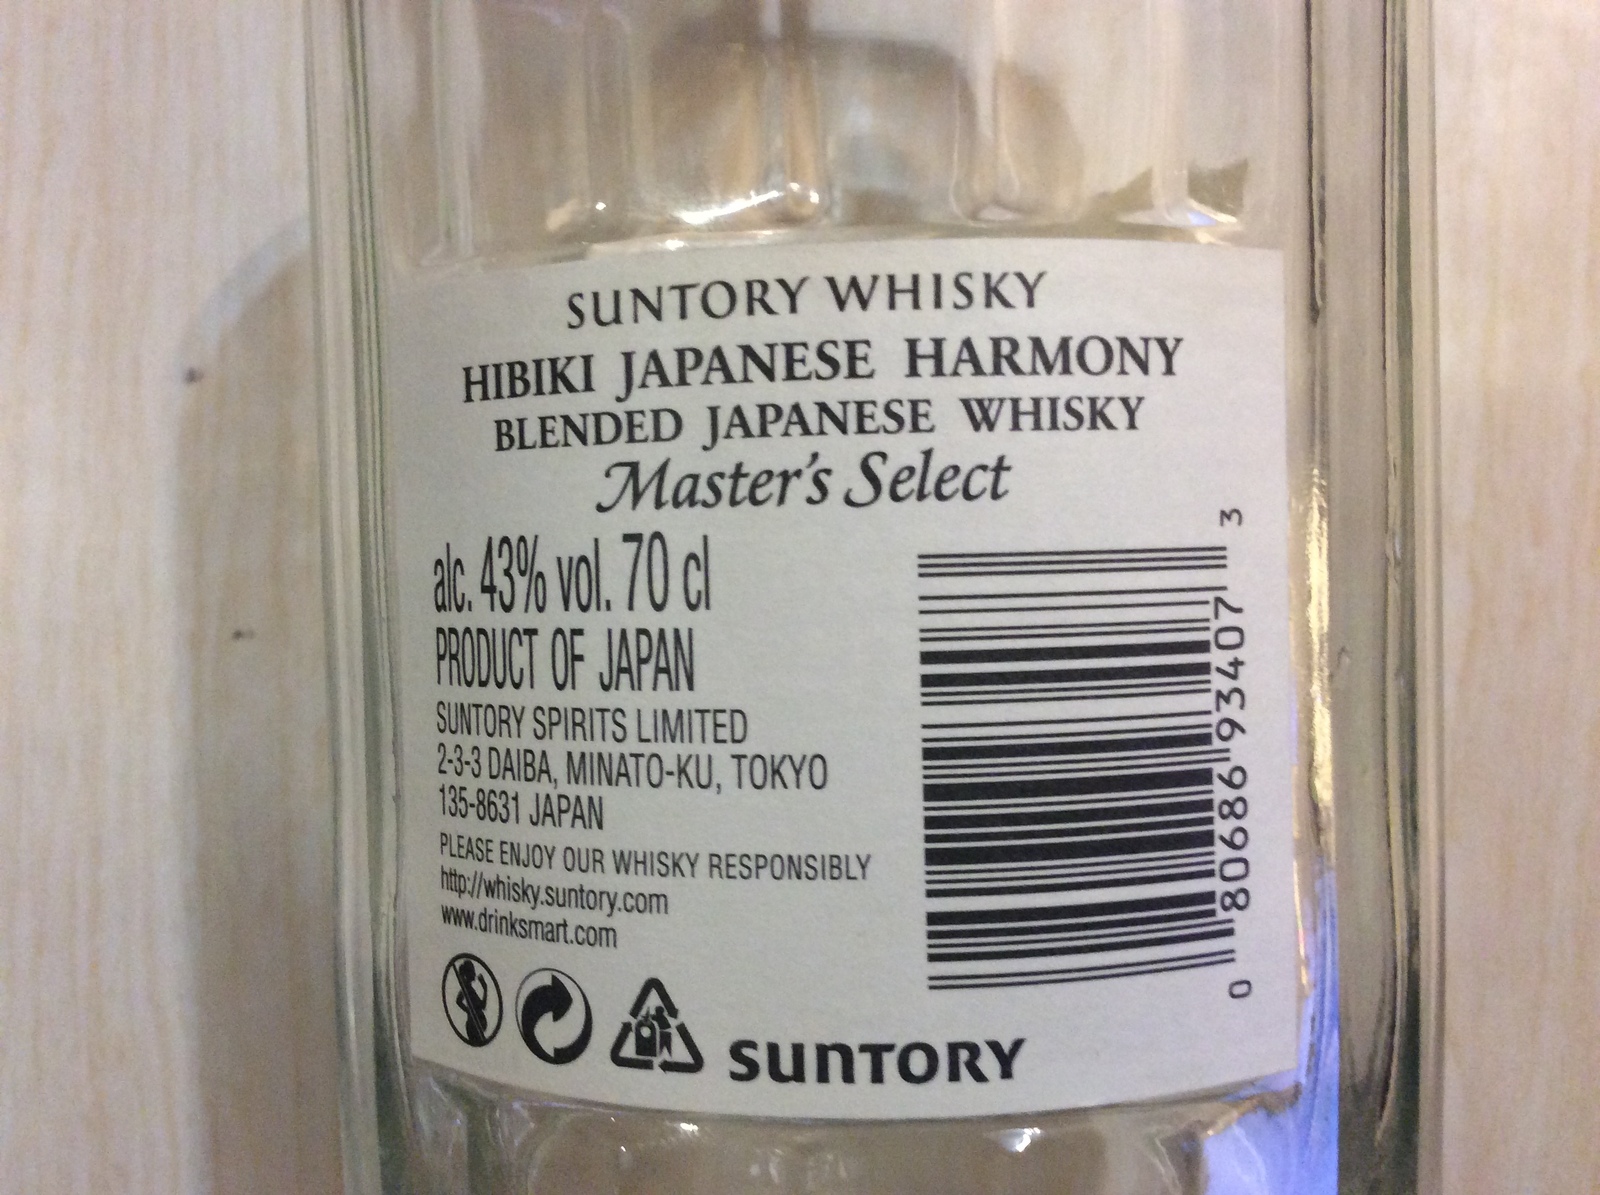 SUNTORY WHISKY
HIBIKI JAPANESE HARMONY
BLENDED JAPANESE WHISKY
Master's Select
alc. 43% vol. 70 cl
PRODUCT OF JAPAN
SUNTORY SPIRITS LIMITED
2-3-3 DAIBA, MINATO-KU, TOKYO
135-8631 JAPAN
PLEASE ENJOY OUR WHISKY RESPONSIBLY
http://whisky.suntory.com
www.drinksmart.com
SUNTORY
0 80686 93407 3